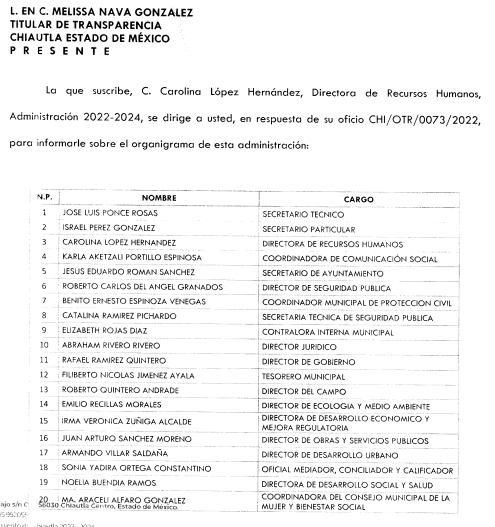 L. EN C. MELISSA NAVA GONZALEZ
TITULAR DE TRANSPARENCIA
CHIAUTLA ESTADO DE MÉXICO
P R E S E N T E
La que suscribe, C. Carolina López Hernández, Directora de Recursos Humanos,
Administración 2022-2024, se dirige a usted, en respuesta de su oficio CHI/OTR/0073/2022,
para informarle sobre el organigrama de esta administración:
N.P. NOMBRE CARGO
1 JOSE LUIS PONCE ROSAS SECRETARIO TECNICO
2 ISRAEL PEREZ GONZALEZ SECRETARIO PARTICULAR
3 CAROLINA LOPEZ HERNANDEZ DIRECTORA DE RECURSOS HUMANOS
4 KARLA AKETZALI PORTILLO ESPINOSA COORDINADORA DE COMUNICACIÓN SOCIAL
5 JESUS EDUARDO ROMAN SANCHEZ SECRETARIO DE AYUNTAMIENTO
6 ROBERTO CARLOS DEL ANGEL GRANADOS DIRECTOR DE SEGURIDAD PUBLICA
7 BENITO ERNESTO ESPINOZA VENEGAS COORDINADOR MUNICIPAL DE PROTECCION CIVIL
8 CATALINA RAMIREZ PICHARDO SECRETARIA TECNICA DE SEGURIDAD PUBLICA
9 ELIZABETH ROJAS DIAZ CONTRALORA INTERNA MUNICIPAL
10 ABRAHAM RIVERO RIVERO DIRECTOR JURIDICO
11 RAFAEL RAMIREZ QUINTERO DIRECTOR DE GOBIERNO
12 FILIBERTO NICOLAS JIMENEZ AYALA TESORERO MUNICIPAL
13 ROBERTO QUINTERO ANDRADE DIRECTOR DEL CAMPO
14 EMILIO RECILLAS MORALES DIRECTOR DE ECOLOGIA Y MEDIO AMBIENTE
15 IRMA VERONICA ZUÑIGA ALCALDE DIRECTORA DE DESARROLLO ECONOMICO Y
MEJORA REGULATORIA
16 JUAN ARTURO SANCHEZ MORENO DIRECTOR DE OBRAS Y SERVICIOS PUBLICOS
17 ARMANDO VILLAR SALDAÑA DIRECTOR DE DESARROLLO URBANO
18 SONIA YADIRA ORTEGA CONSTANTINO OFICIAL MEDIADOR, CONCILIADOR Y CALIFICADOR
19 NOELIA BUENDIA RAMOS DIRECTORA DE DESARROLLO SOCIAL Y SALUD
20 MA. ARACELI ALFARO GONZALEZ COORDINADORA DEL CONSEJO MUNICIPAL DE LA
MUJER Y BIENESTAR SOCIAL
s/n 56030 Chiautla Centro, Estado de México.